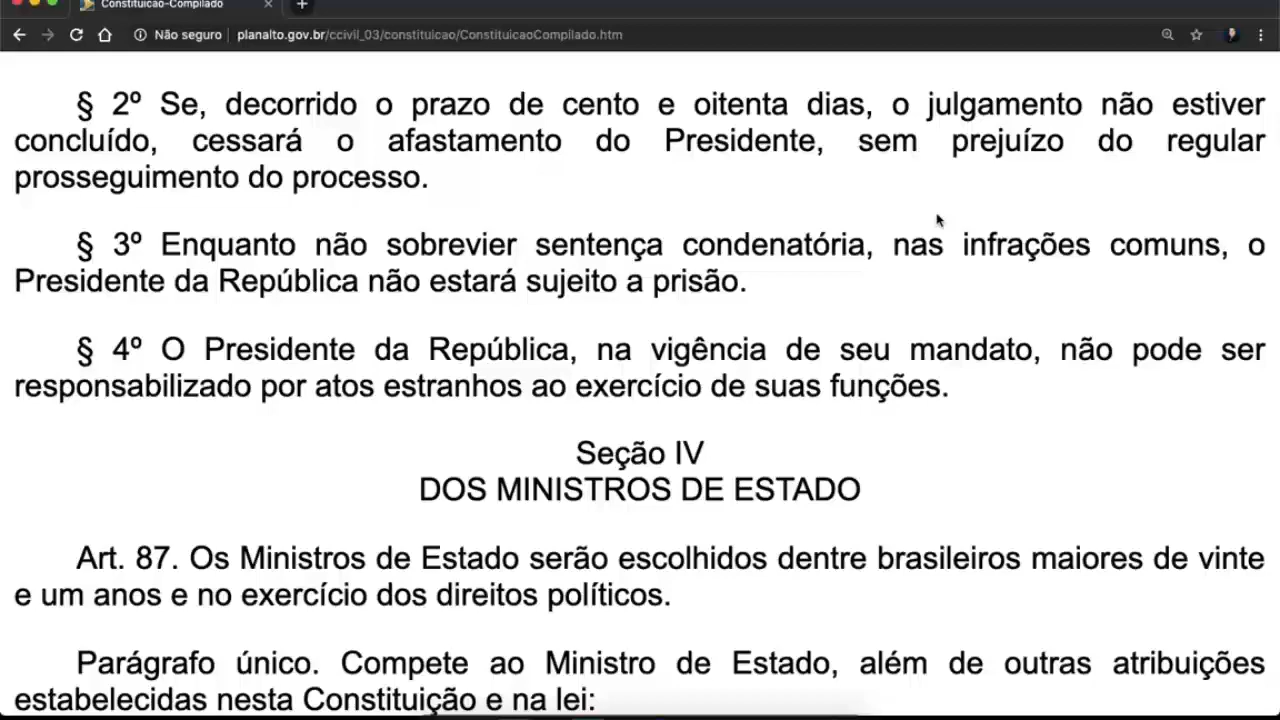 Constituicao-Compilado
Não seguro planalto.gov.br/ccivil_03/constituicao/ConstituicaoCompilado.htm
§ 2º Se, decorrido o prazo de cento e oitenta dias, o julgamento não estiver
concluído, cessará o afastamento do Presidente, sem prejuízo do regular
prosseguimento do processo.
§ 3º Enquanto não sobrevier sentença condenatória, nas infrações comuns, o
Presidente da República não estará sujeito a prisão.
§ 4º O Presidente da República, na vigência de seu mandato, não pode ser
responsabilizado por atos estranhos ao exercício de suas funções.
Seção IV
DOS MINISTROS DE ESTADO
Art. 87. Os Ministros de Estado serão escolhidos dentre brasileiros maiores de vinte
e um anos e no exercício dos direitos políticos.
Parágrafo único. Compete ao Ministro de Estado, além de outras atribuições
estabelecidas nesta Constituição e na lei: